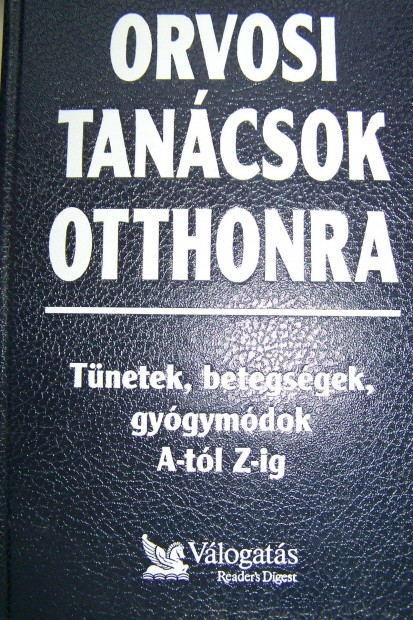 ORVOSI
TANÁCSOK
OTTHONRA
Tünetek, betegségek,
gyógymódok
A-tól Z-ig
Válogatás
Reader's Digest